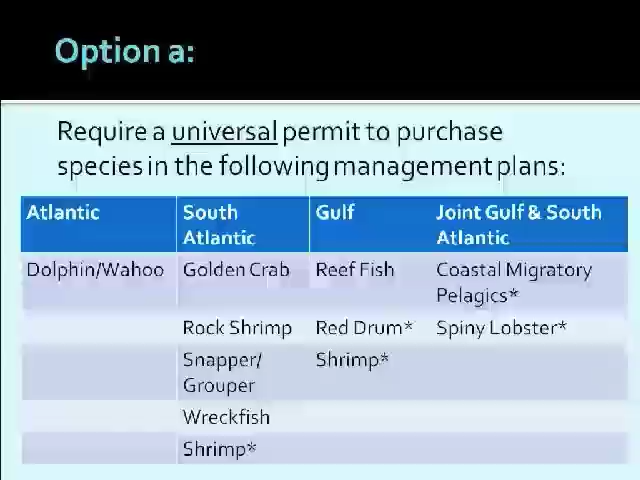 Option a:
Require a universal permit to purchase
species in the following management plans:
Atlantic South Atlantic Gulf Joint Gulf & South Atlantic
Dolphin/Wahoo Golden Crab Reef Fish Coastal Migratory Pelagics*
Rock Shrimp Red Drum* Spiny Lobster*
Snapper/ Grouper Shrimp*
Wreckfish
Shrimp*